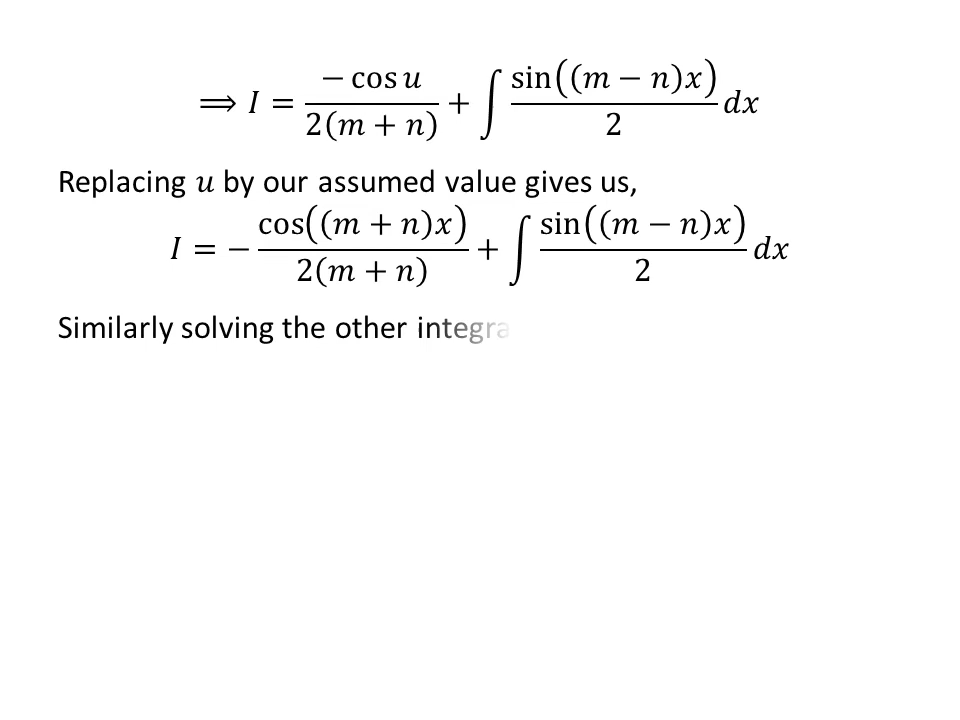 ⟹ I = − cos u / 2(m + n) + ∫ sin((m − n)x) / 2 dx
Replacing u by our assumed value gives us,
I = − cos((m + n)x) / 2(m + n) + ∫ sin((m − n)x) / 2 dx
Similarly solving the other integra